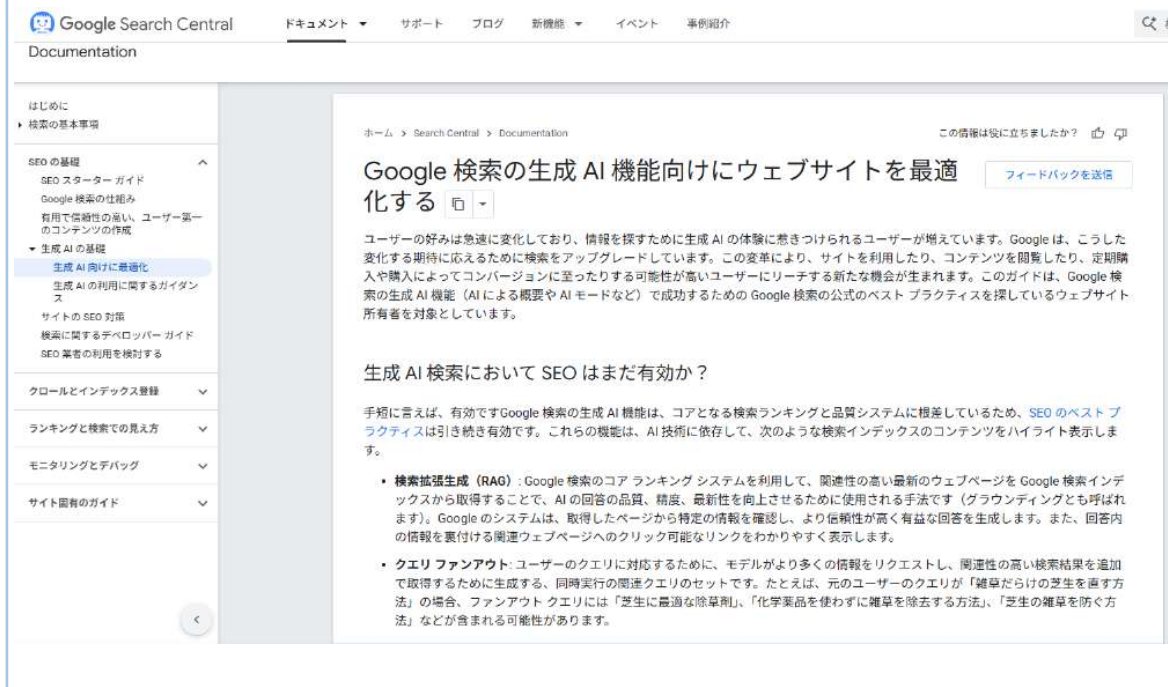 Google Search Central
ドキュメント
サポート
ブログ
新機能
イベント
事例紹介
Documentation
はじめに
検索の基本事項
SEO の基礎
SEO スターター ガイド
Google 検索の仕組み
有用で信頼性の高い、ユーザー第一
のコンテンツの作成
生成 AI の基礎
生成 AI 向けに最適化
生成 AI の利用に関するガイダン
ス
サイトの SEO 対策
検索に関するデベロッパー ガイド
SEO 業者の利用を検討する
クロールとインデックス登録
ランキングと検索での見え方
モニタリングとデバッグ
サイト固有のガイド
ホーム > Search Central > Documentation
この情報は役に立ちましたか？
Google 検索の生成 AI 機能向けにウェブサイトを最適
化する
フィードバックを送信
ユーザーの好みは急速に変化しており、情報を探すために生成 AI の体験に惹きつけられるユーザーが増えています。Google は、こうした
変化する期待に応えるために検索をアップグレードしています。この変革により、サイトを利用したり、コンテンツを閲覧したり、定期購
入や購入によってコンバージョンに至ったりする可能性が高いユーザーにリーチする新たな機会が生まれます。このガイドは、Google 検
索の生成 AI 機能（AI による概要や AI モードなど）で成功するための Google 検索の公式のベスト プラクティスを探しているウェブサイト
所有者を対象としています。
生成 AI 検索において SEO はまだ有効か？
手短に言えば、有効ですGoogle 検索の生成 AI 機能は、コアとなる検索ランキングと品質システムに根差しているため、SEO のベスト プ
ラクティスは引き続き有効です。これらの機能は、AI 技術に依存して、次のような検索インデックスのコンテンツをハイライト表示しま
す。
• 検索拡張生成（RAG）: Google 検索のコア ランキング システムを利用して、関連性の高い最新のウェブページを Google 検索インデ
ックスから取得することで、AI の回答の品質、精度、最新性を向上させるために使用される手法です（グラウンディングとも呼ばれ
ます）。Google のシステムは、取得したページから特定の情報を確認し、より信頼性が高く有益な回答を生成します。また、回答内
の情報を裏付ける関連ウェブページへのクリック可能なリンクをわかりやすく表示します。
• クエリ ファンアウト: ユーザーのクエリに対応するために、モデルがより多くの情報をリクエストし、関連性の高い検索結果を追加
で取得するために生成する、同時実行の関連クエリのセットです。たとえば、元のユーザーのクエリが「雑草だらけの芝生を直す方
法」の場合、ファンアウト クエリには「芝生に最適な除草剤」、「化学薬品を使わずに雑草を除去する方法」、「芝生の雑草を防ぐ方
法」などが含まれる可能性があります。